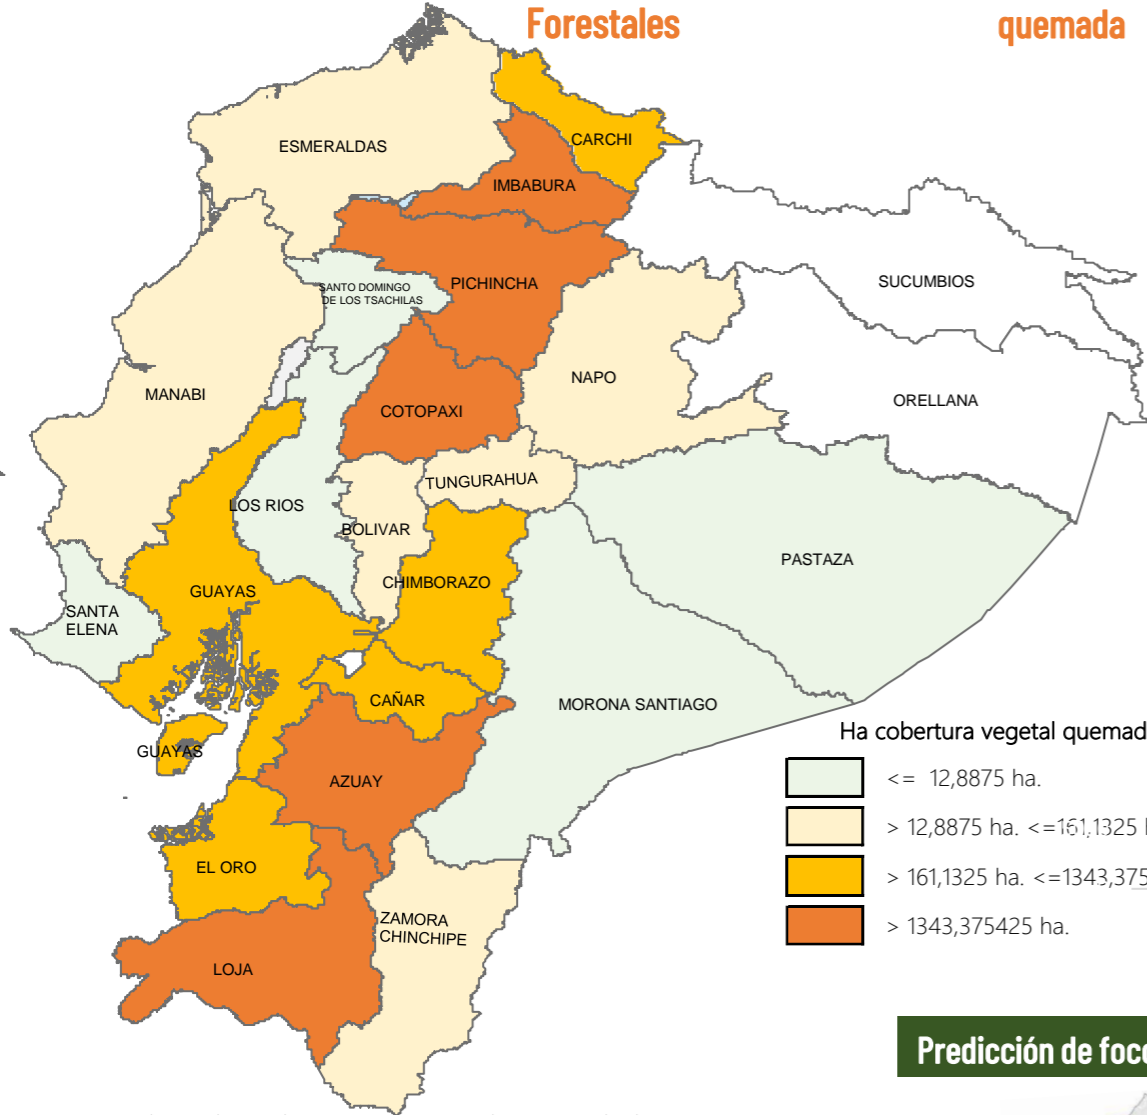 Forestales
quemada
ESMERALDAS
CARCHI
IMBABURA
SUCUMBIOS
PICHINCHA
SANTO DOMINGO
DE LOS TSACHILAS
NAPO
MANABI
ORELLANA
COTOPAXI
TUNGURAHUA
LOS RIOS
BOLIVAR
PASTAZA
CHIMBORAZO
GUAYAS
SANTA
ELENA
CAÑAR
MORONA SANTIAGO
GUAYAS
AZUAY
EL ORO
ZAMORA
CHINCHIPE
LOJA
Ha cobertura vegetal quemad
<= 12,8875 ha.
> 12,8875 ha. <=161,1325 h
> 161,1325 ha. <=1343,375
> 1343,375425 ha.
Predicción de foco